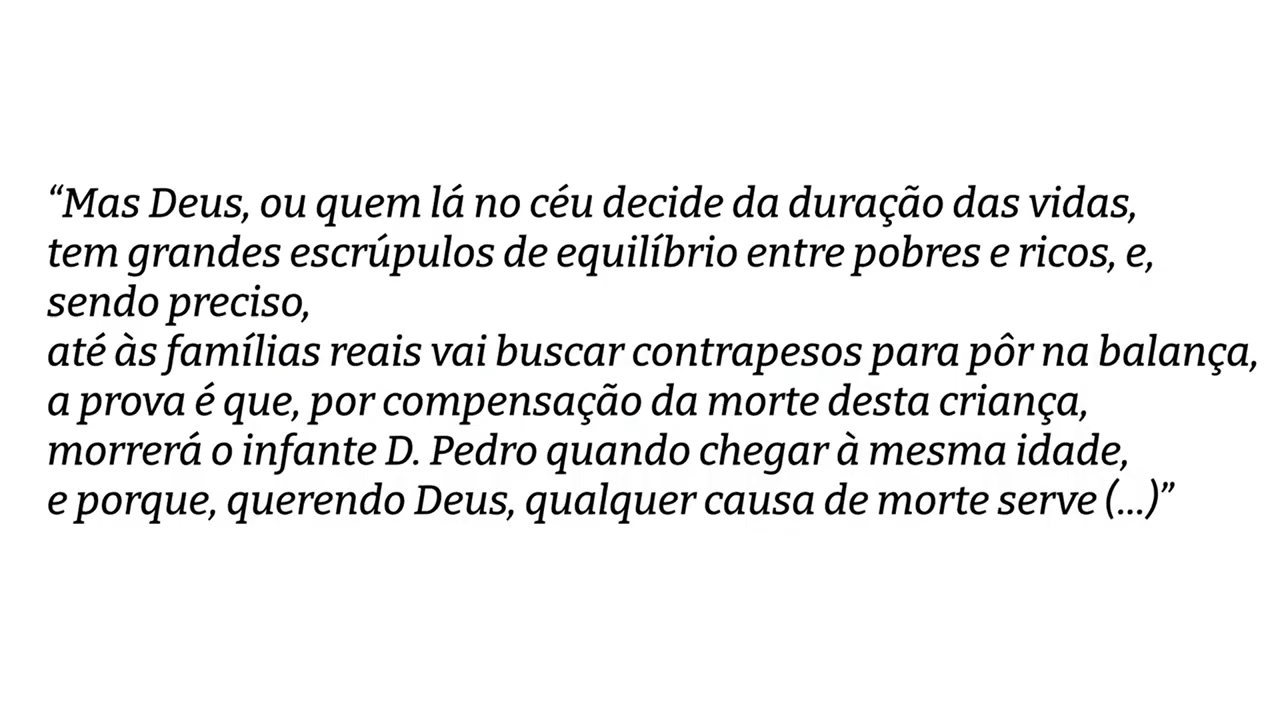 “Mas Deus, ou quem lá no céu decide da duração das vidas,
tem grandes escrúpulos de equilíbrio entre pobres e ricos, e,
sendo preciso,
até às famílias reais vai buscar contrapesos para pôr na balança,
a prova é que, por compensação da morte desta criança,
morrerá o infante D. Pedro quando chegar à mesma idade,
e porque, querendo Deus, qualquer causa de morte serve (...)”